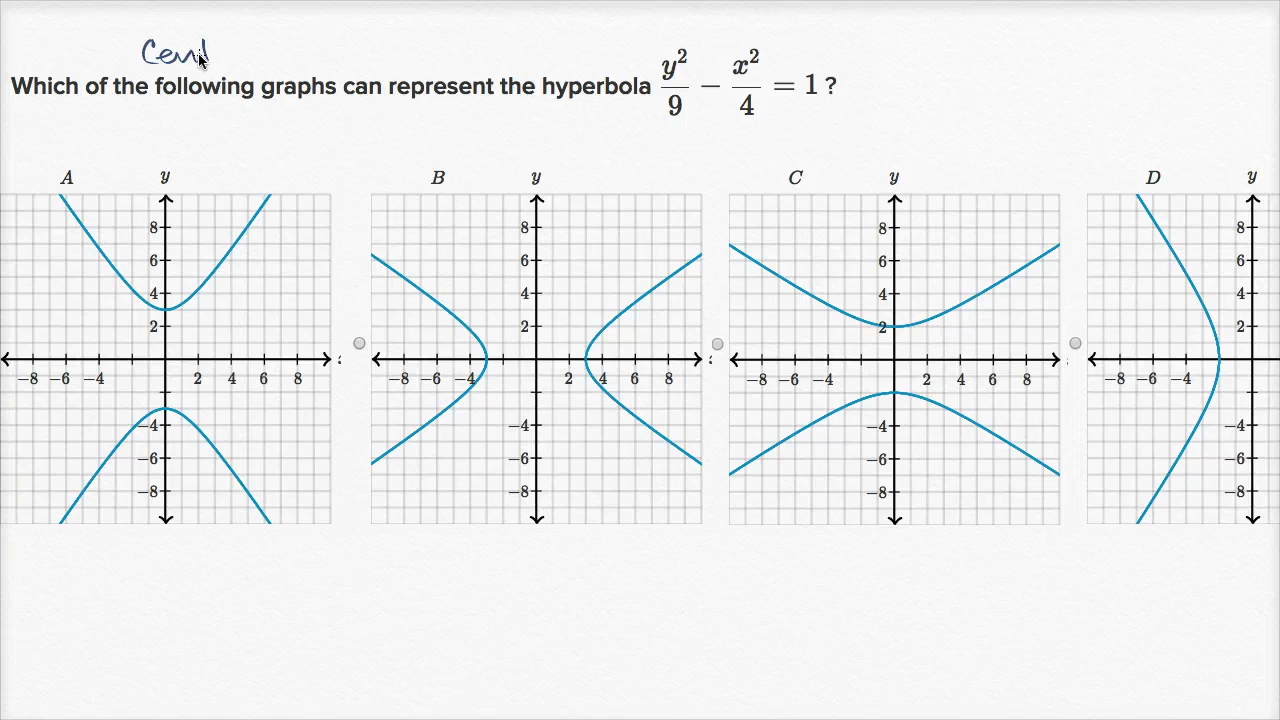 Cent
Which of the following graphs can represent the hyperbola y²/9 − x²/4 = 1 ?
A y B y C y D y
8 8 8 8
6 6 6 6
4 4 4 4
2 2 2 2
−8 −6 −4 2 4 6 8 −8 −6 −4 2 4 6 8 −8 −6 −4 2 4 6 8 −8 −6 −4
−4 −4 −4 −4
−6 −6 −6 −6
−8 −8 −8 −8